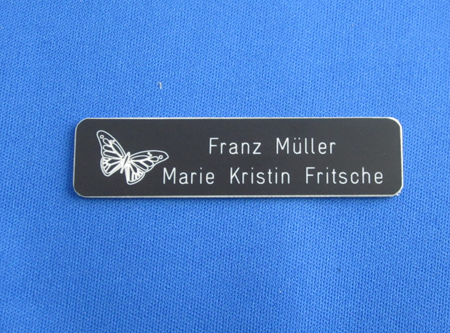 Franz Müller
Marie Kristin Fritsche